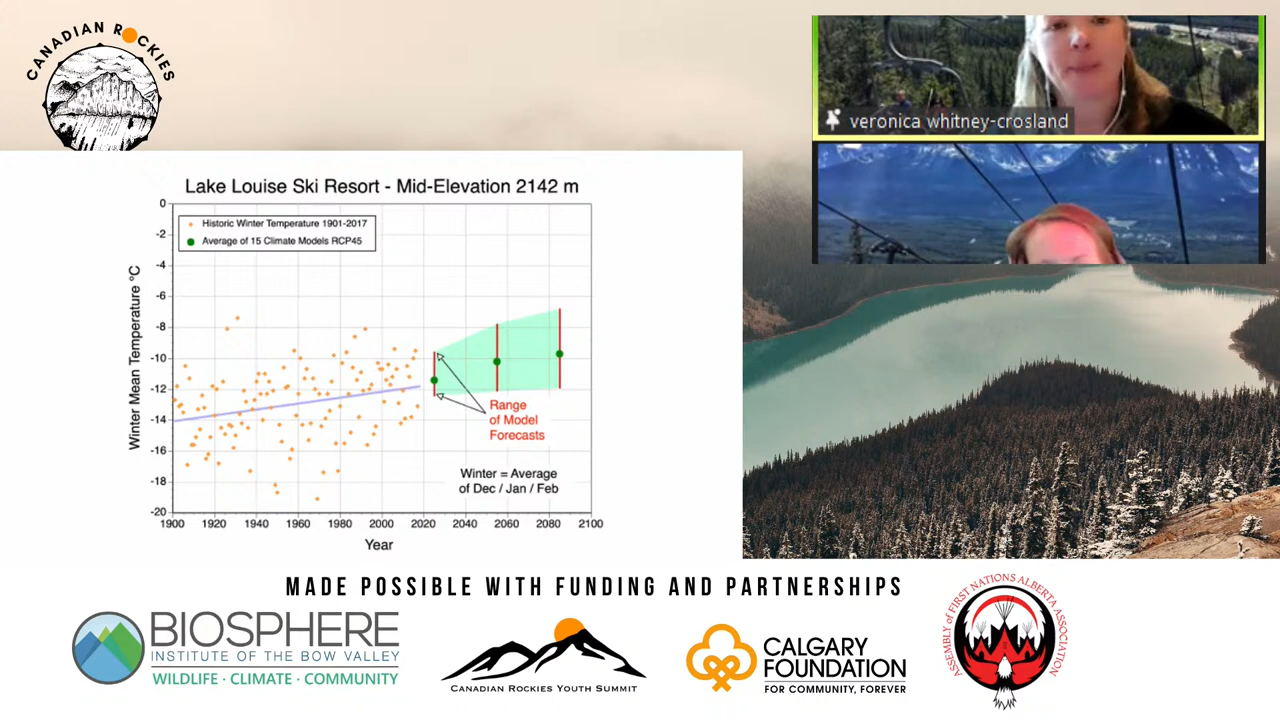 CANADIAN ROCKIES
veronica whitney-crosland
Lake Louise Ski Resort - Mid-Elevation 2142 m
Historic Winter Temperature 1901-2017
Average of 15 Climate Models RCP45
Winter Mean Temperature °C
0
-2
-4
-6
-8
-10
-12
-14
-16
-18
-20
Range
of Model
Forecasts
Winter = Average
of Dec / Jan / Feb
1900 1920 1940 1960 1980 2000 2020 2040 2060 2080 2100
Year
MADE POSSIBLE WITH FUNDING AND PARTNERSHIPS
BIOSPHERE
INSTITUTE OF THE BOW VALLEY
WILDLIFE · CLIMATE · COMMUNITY
CANADIAN ROCKIES YOUTH SUMMIT
CALGARY
FOUNDATION
FOR COMMUNITY, FOREVER
ASSEMBLY of FIRST NATIONS ALBERTA ASSOCIATION